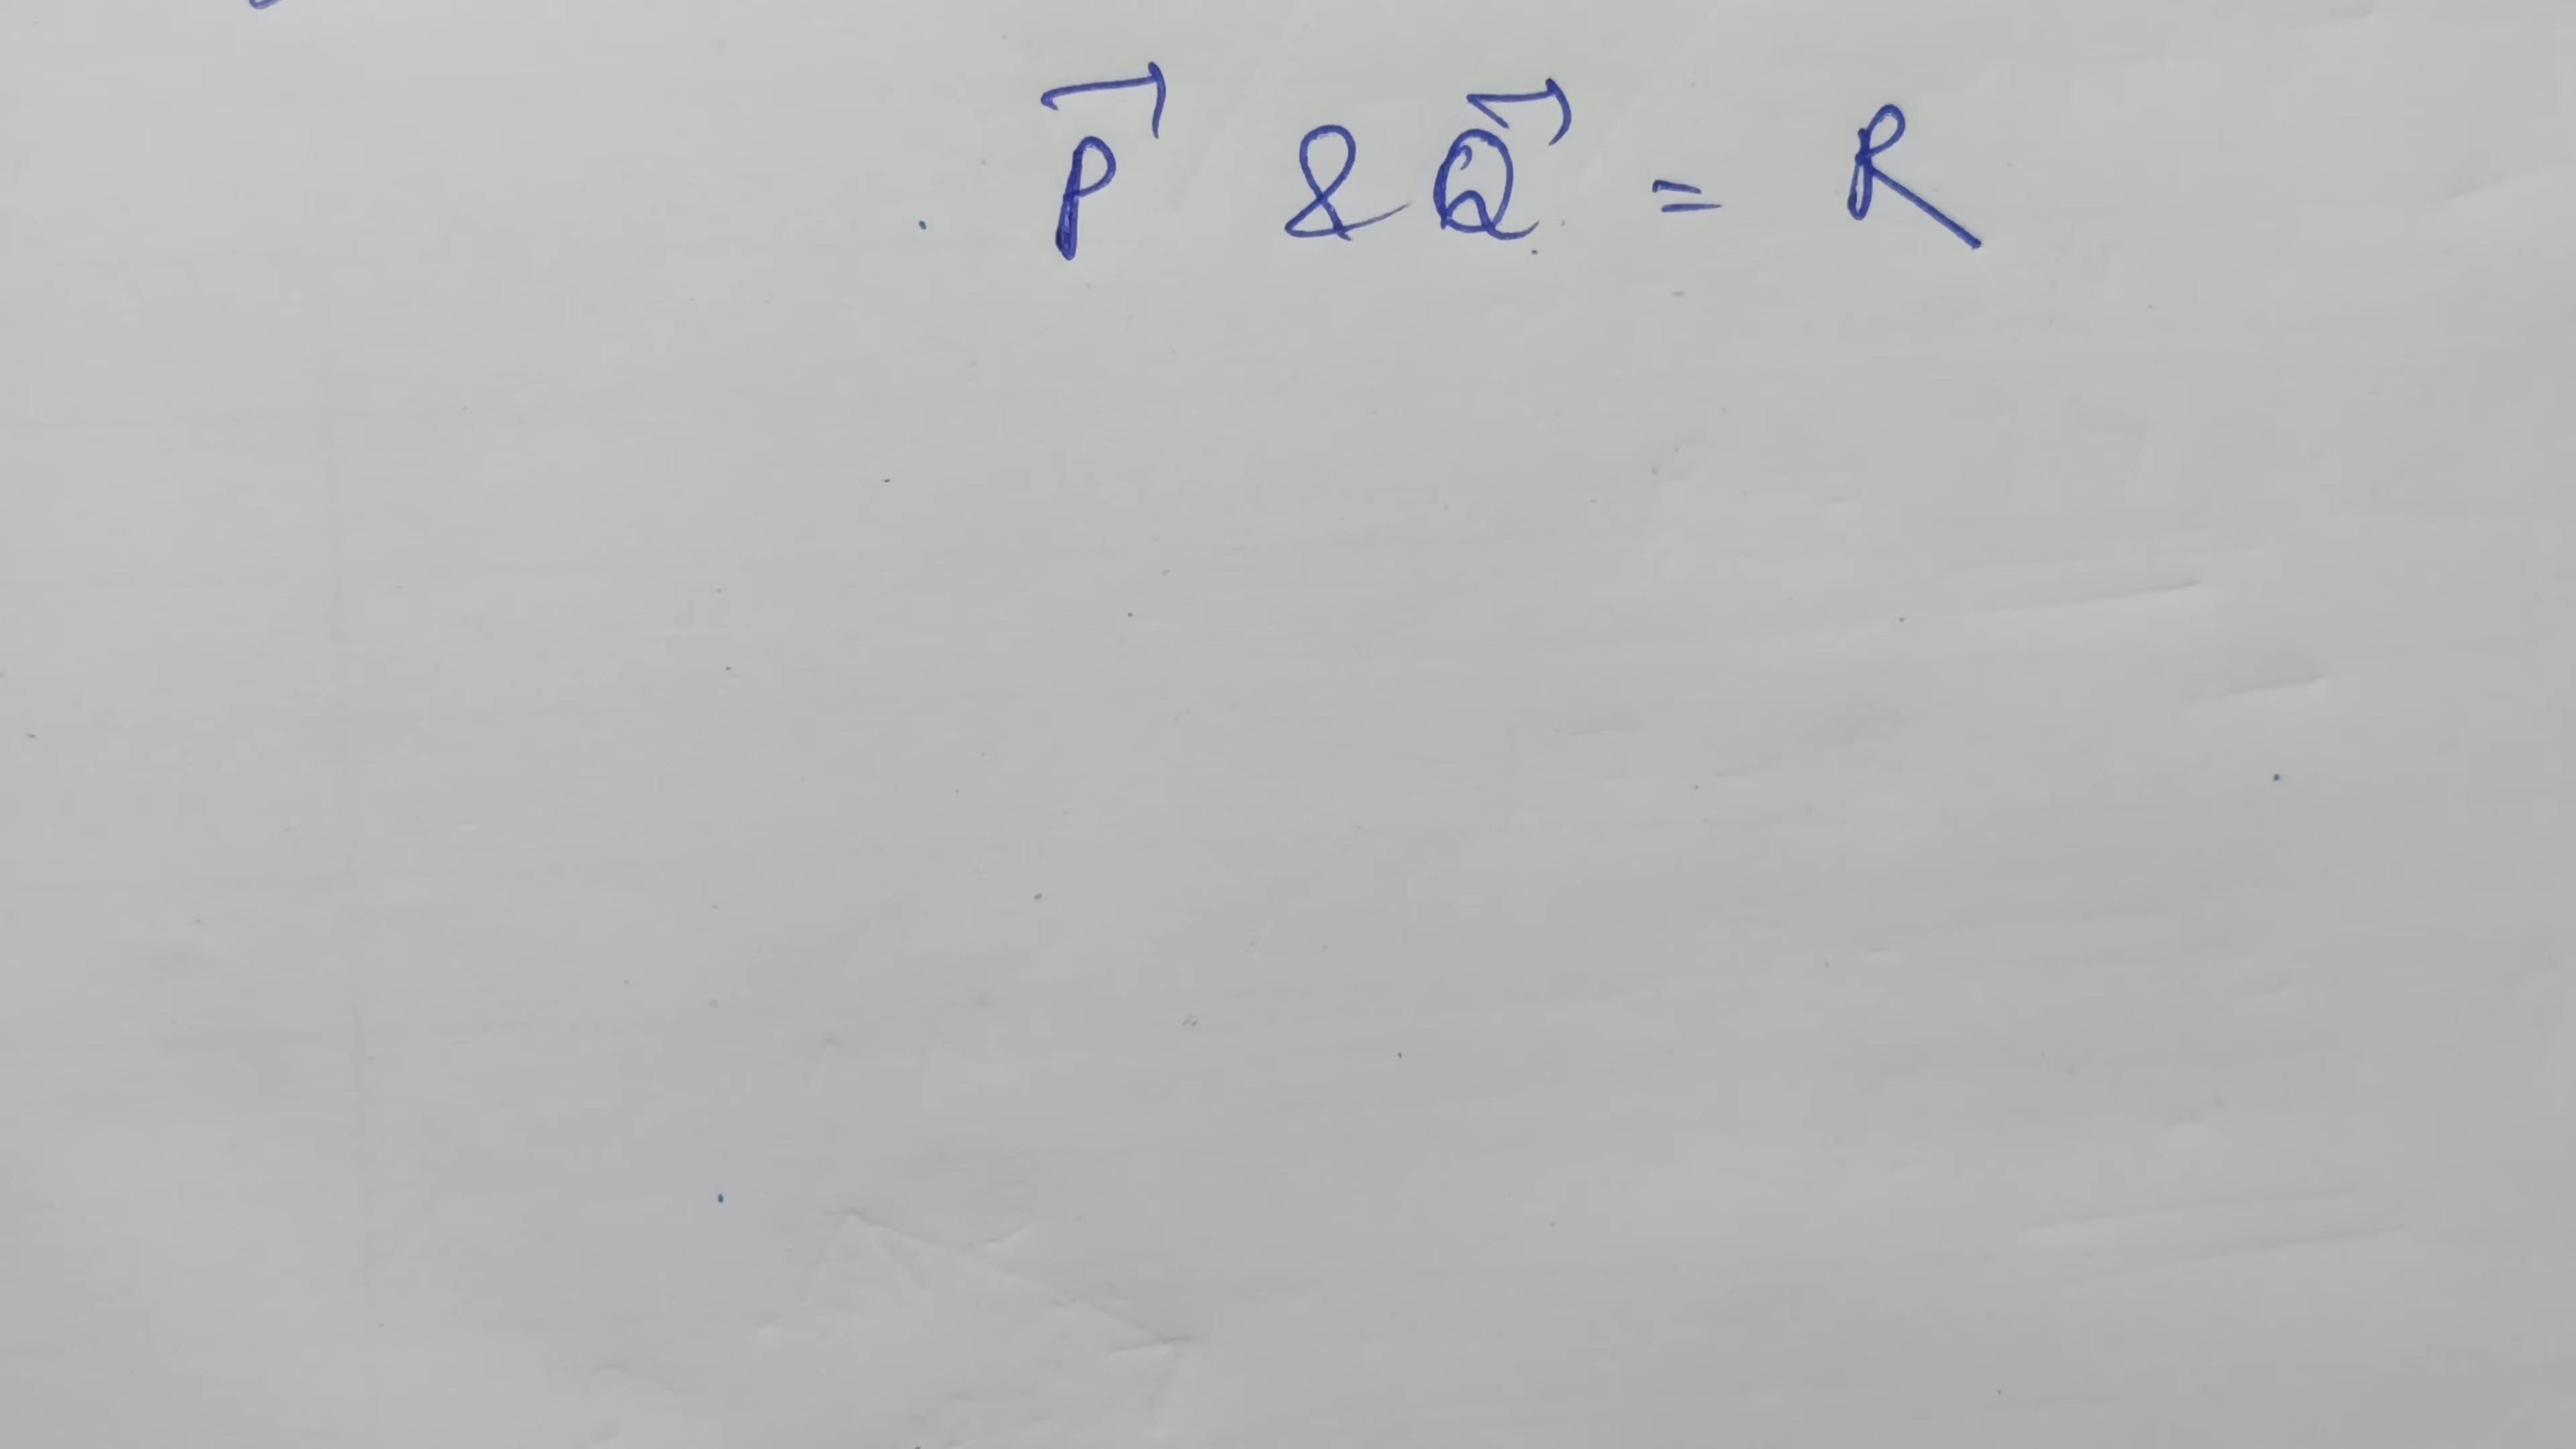 P⃗ & Q⃗ = R